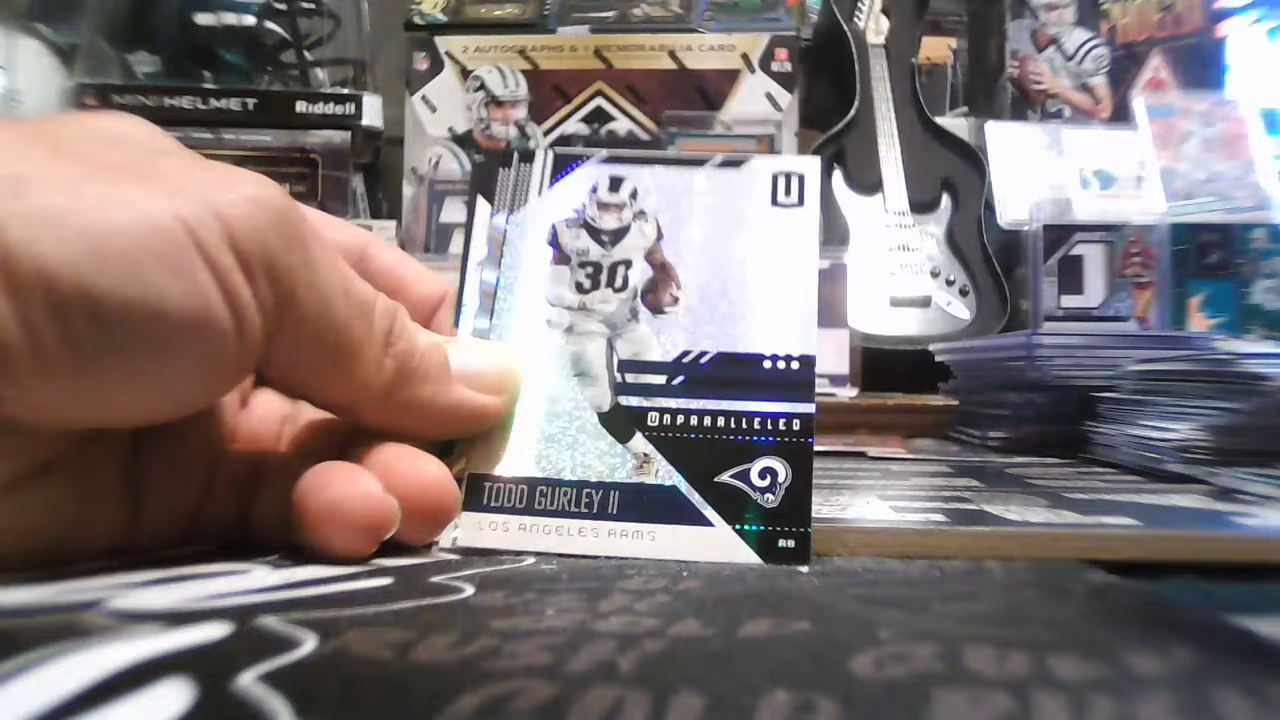 2 AUTOGRAPHS & 1 MEMORABILIA CARD
MINI HELMET Riddell
U
30
UNPARALLELED
TODD GURLEY II
LOS ANGELES RAMS
RB